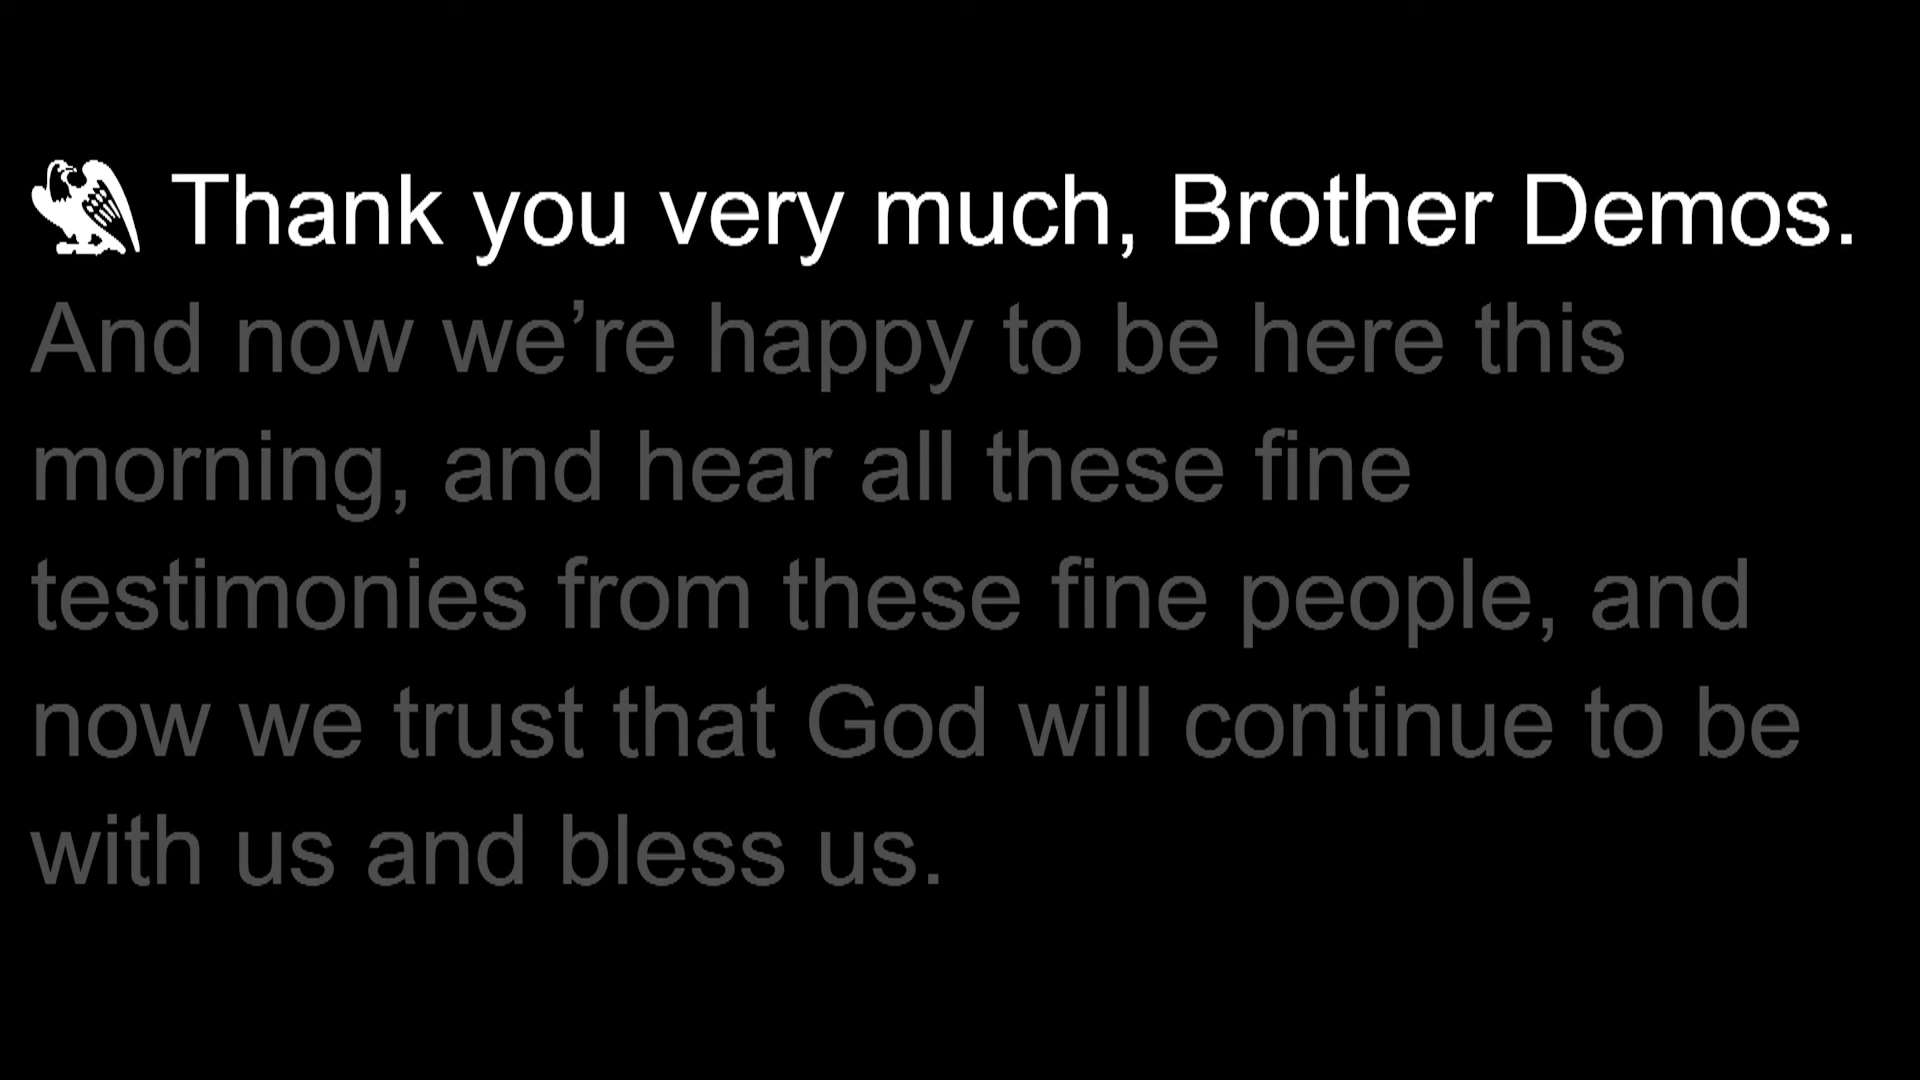 Thank you very much, Brother Demos.
And now we’re happy to be here this
morning, and hear all these fine
testimonies from these fine people, and
now we trust that God will continue to be
with us and bless us.